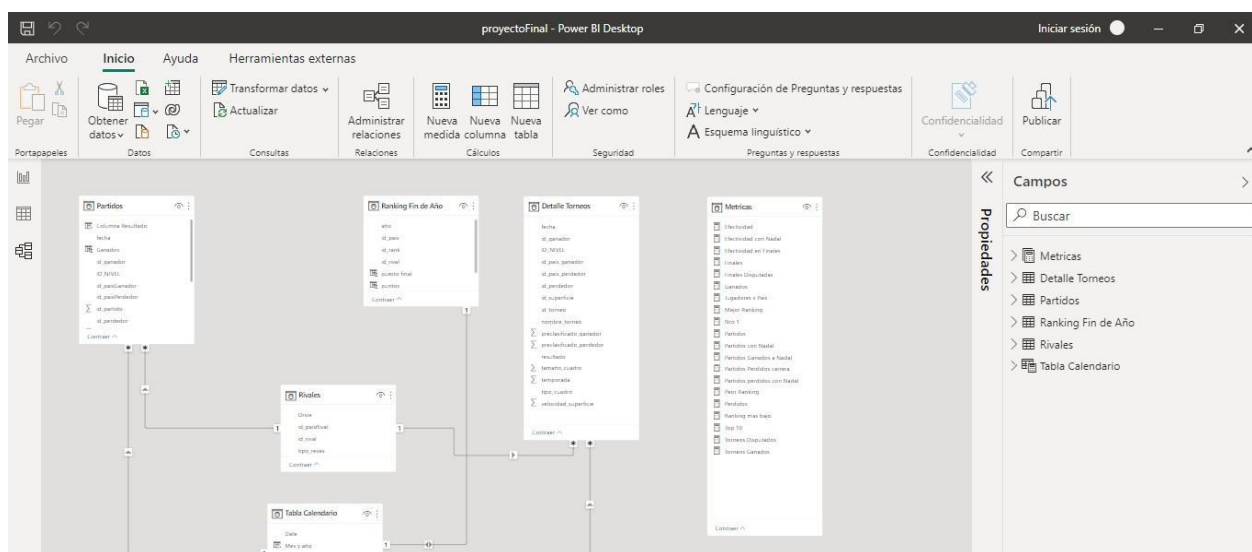 proyectoFinal - Power BI Desktop
Iniciar sesión
Archivo Inicio Ayuda Herramientas externas
Pegar
Portapapeles
Obtener datos
Datos
Transformar datos
Actualizar
Consultas
Administrar relaciones
Relaciones
Nueva medida
Nueva columna
Nueva tabla
Cálculos
Administrar roles
Ver como
Seguridad
Configuración de Preguntas y respuestas
Lenguaje
Esquema linguístico
Preguntas y respuestas
Confidencialidad
Confidencialidad
Publicar
Compartir
Partidos
Columna Resultado
fecha
Ganados
id_ganador
ID_NIVEL
id_paisGanador
id_paisPerdedor
id_partido
id_perdedor
Contraer
Ranking Fin de Año
año
id_pais
id_rank
id_rival
puesto final
puntos
Contraer
Detalle Torneos
fecha
id_ganador
ID_NIVEL
id_pais_ganador
id_pais_perdedor
id_perdedor
id_superficie
id_torneo
nombre_torneo
preclasificado_ganador
preclasificado_perdedor
resultado
tamaño_cuadro
temporada
tipo_cuadro
velocidad_superficie
Contraer
Metricas
Efectividad
Efectividad con Nadal
Efectividad en Finales
Finales
Finales Disputadas
Ganados
Jugadores x Pais
Mejor Ranking
Nro 1
Partidos
Partidos con Nadal
Partidos Ganados a Nadal
Partidos Perdidos carrera
Partidos perdidos con Nadal
Peor Ranking
Perdidos
Ranking mas bajo
Top 10
Torneos Disputados
Torneos Ganados
Contraer
Rivales
id_paisRival
id_rival
tipo_reves
Contraer
Tabla Calendario
Date
Mes y año
1
1
1
1
Propiedades
Campos
Buscar
Metricas
Detalle Torneos
Partidos
Ranking Fin de Año
Rivales
Tabla Calendario